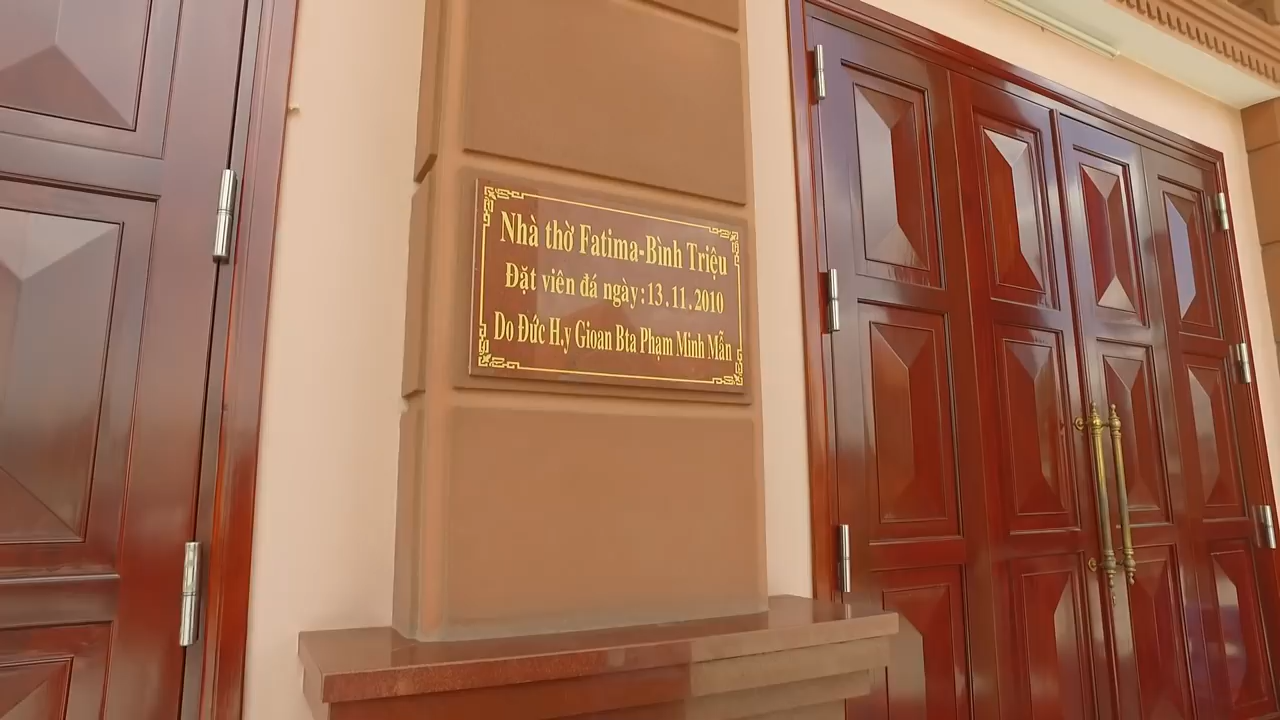 Nhà thờ Fatima-Bình Triệu
Đặt viên đá ngày:13.11.2010
Do Đức H.y Gioan Bta Phạm Minh Mẫn